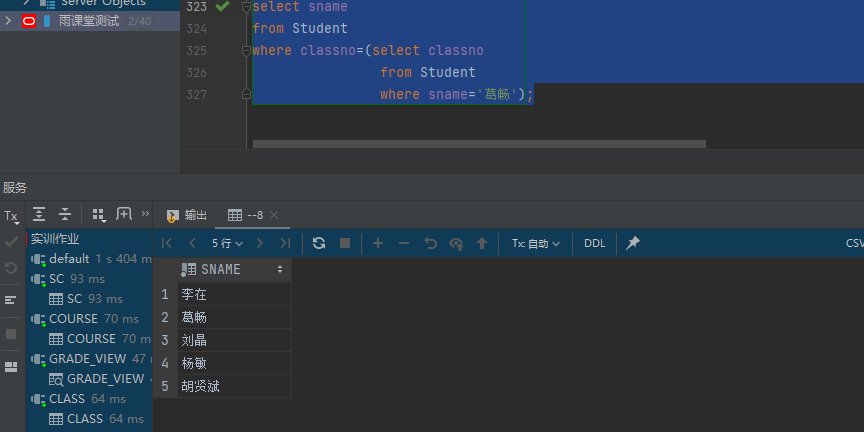 Server Objects
雨课堂测试 2/40
323 select sname
324 from Student
325 where classno=(select classno
326 from Student
327 where sname='葛畅');
服务
Tx 输出 --8
实训作业 5 行 Tx: 自动 DDL CSV
default 1 s 404 m
SC 93 ms
SC 93 ms
COURSE 70 ms
COURSE 70 m
GRADE_VIEW 47
GRADE_VIEW
CLASS 64 ms
CLASS 64 ms
SNAME
1 李在
2 葛畅
3 刘晶
4 杨敏
5 胡贤斌